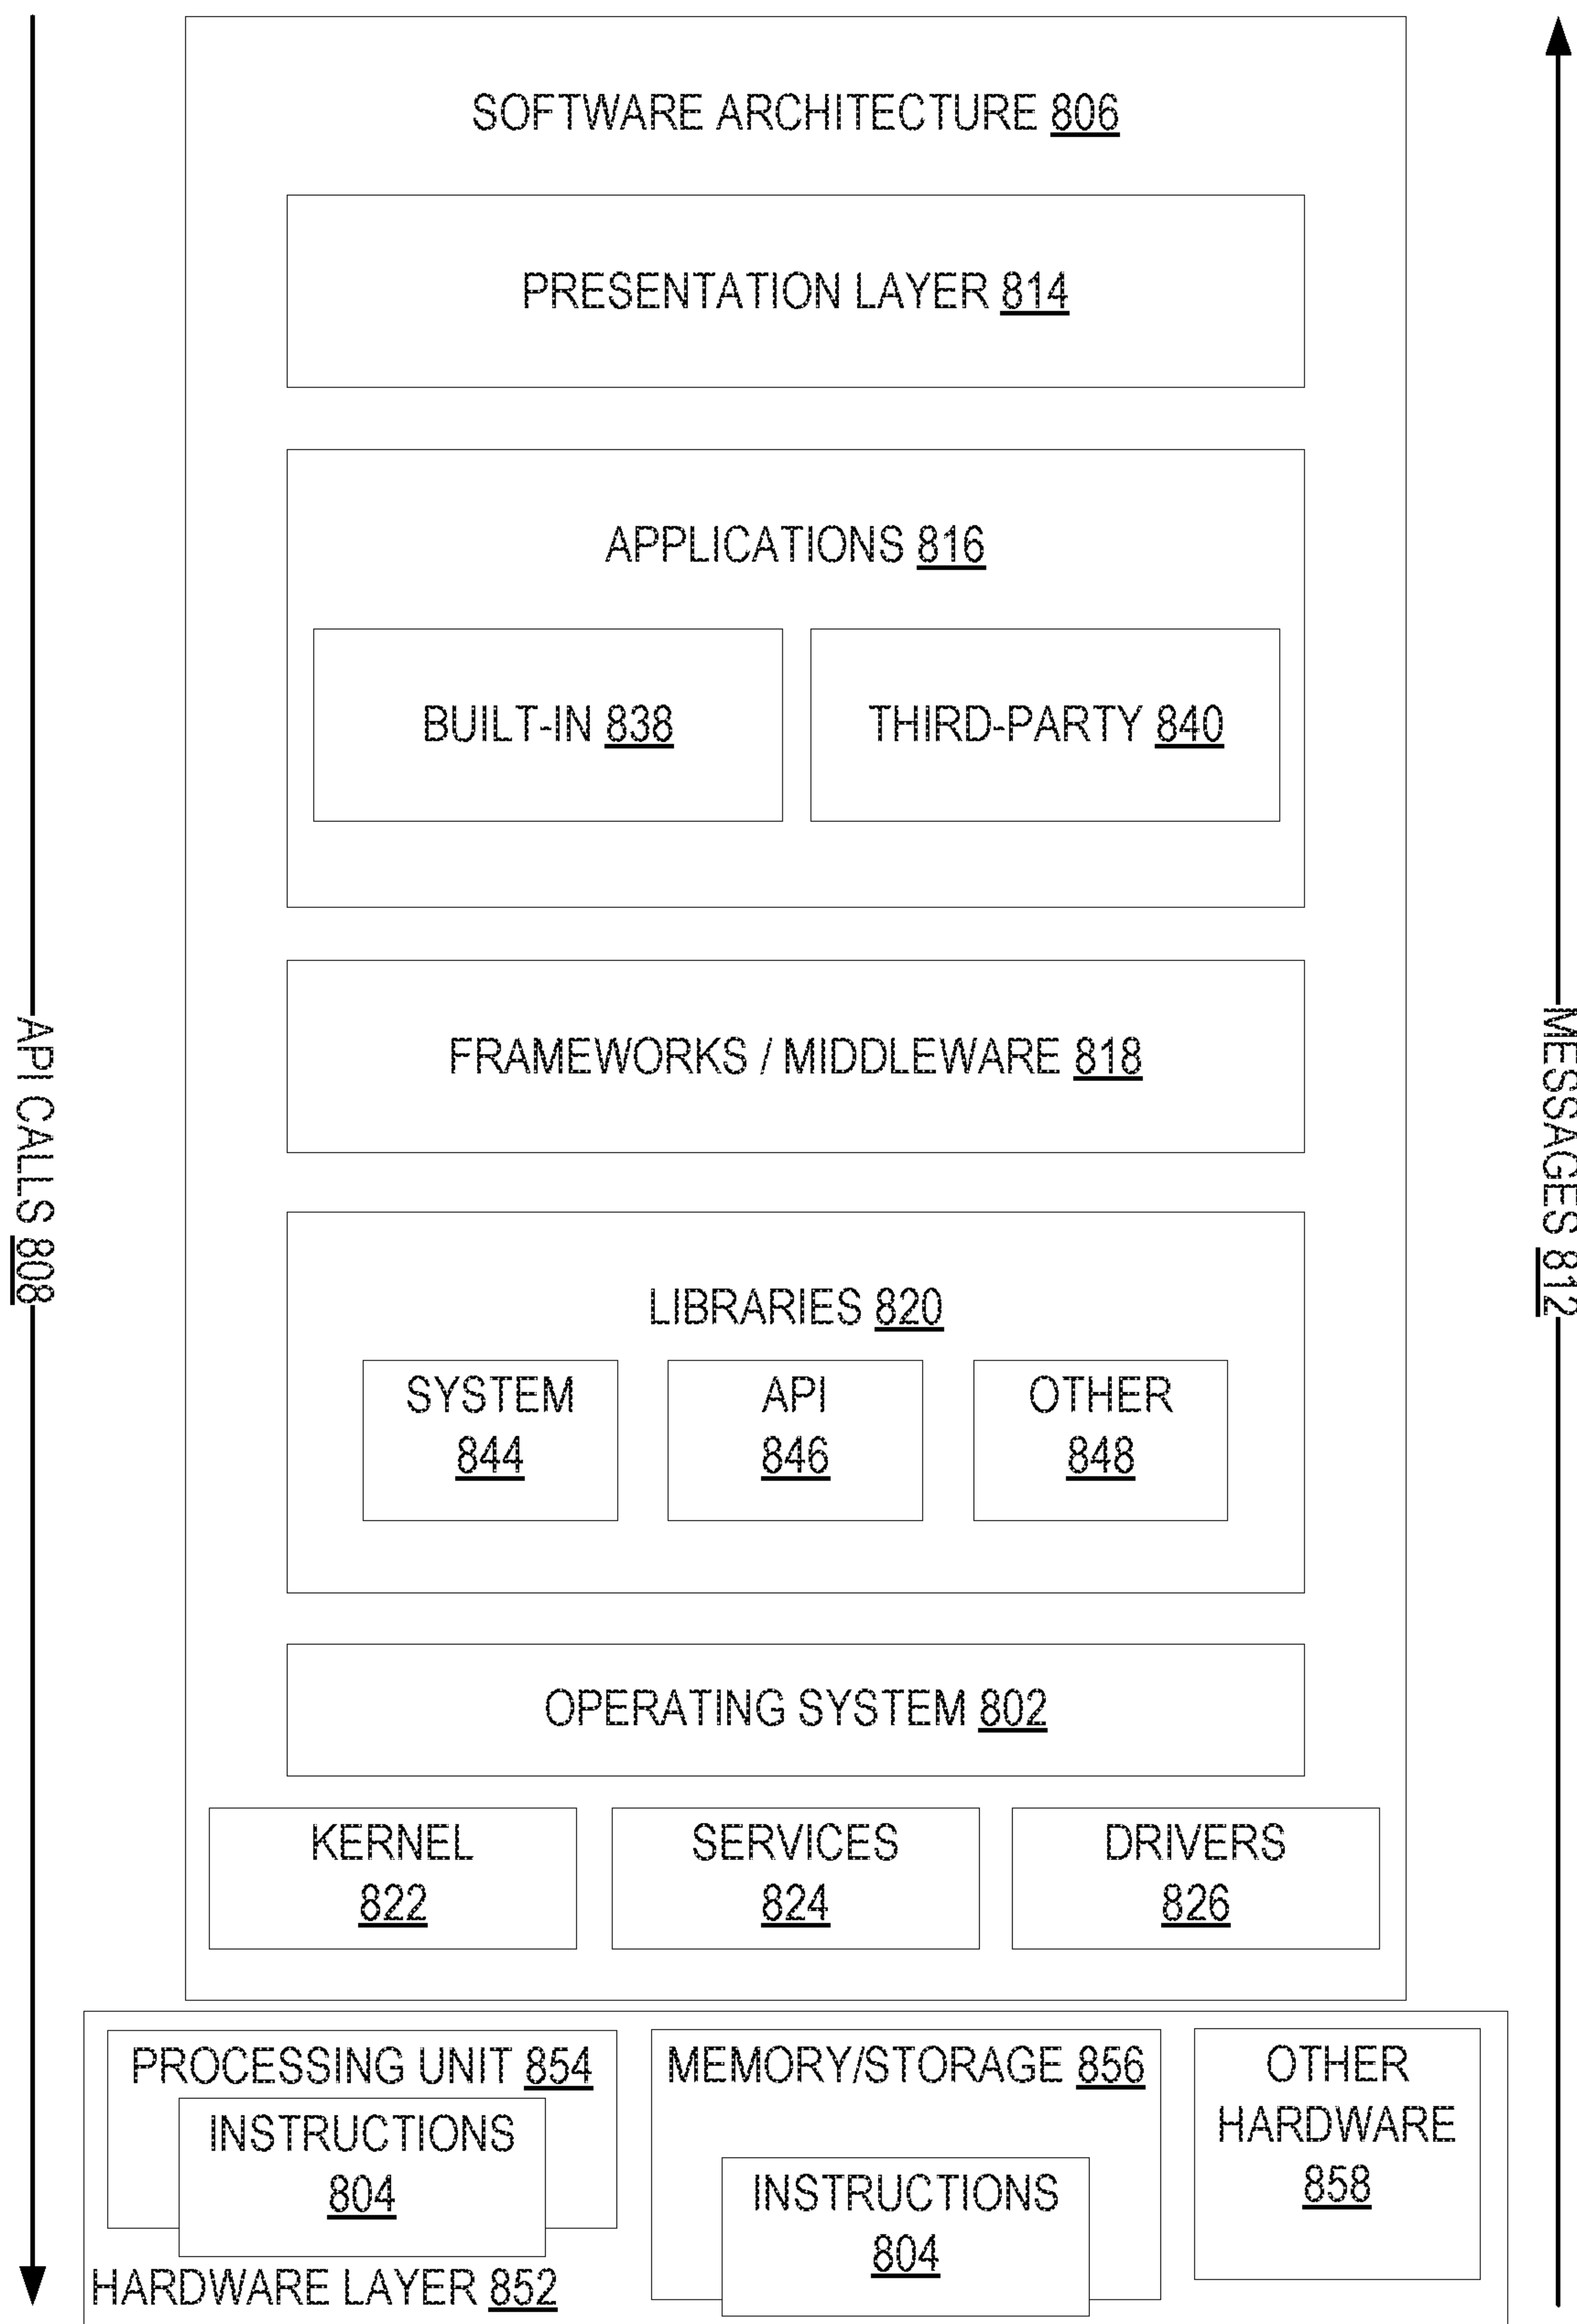 SOFTWARE ARCHITECTURE 806
PRESENTATION LAYER 814
APPLICATIONS 816
BUILT-IN 838
THIRD-PARTY 840
FRAMEWORKS / MIDDLEWARE 818
API CALLS 808
MESSAGES 812
LIBRARIES 820
SYSTEM
844
API
846
OTHER
848
OPERATING SYSTEM 802
KERNEL
822
SERVICES
824
DRIVERS
826
PROCESSING UNIT 854
INSTRUCTIONS
804
MEMORY/STORAGE 856
INSTRUCTIONS
804
OTHER
HARDWARE
858
HARDWARE LAYER 852